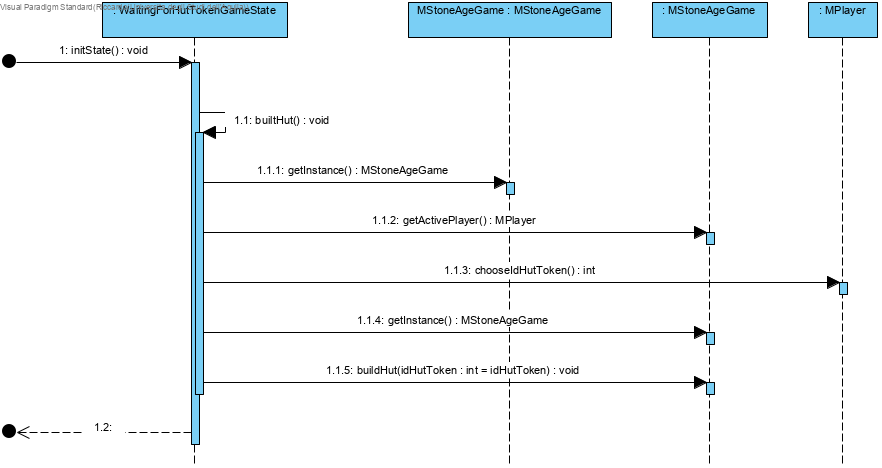 Visual Paradigm Standard
: WaitingForHutTokenGameState
MStoneAgeGame : MStoneAgeGame
: MStoneAgeGame
: MPlayer
1: initState() : void
1.1: builtHut() : void
1.1.1: getInstance() : MStoneAgeGame
1.1.2: getActivePlayer() : MPlayer
1.1.3: chooseIdHutToken() : int
1.1.4: getInstance() : MStoneAgeGame
1.1.5: buildHut(idHutToken : int = idHutToken) : void
1.2: